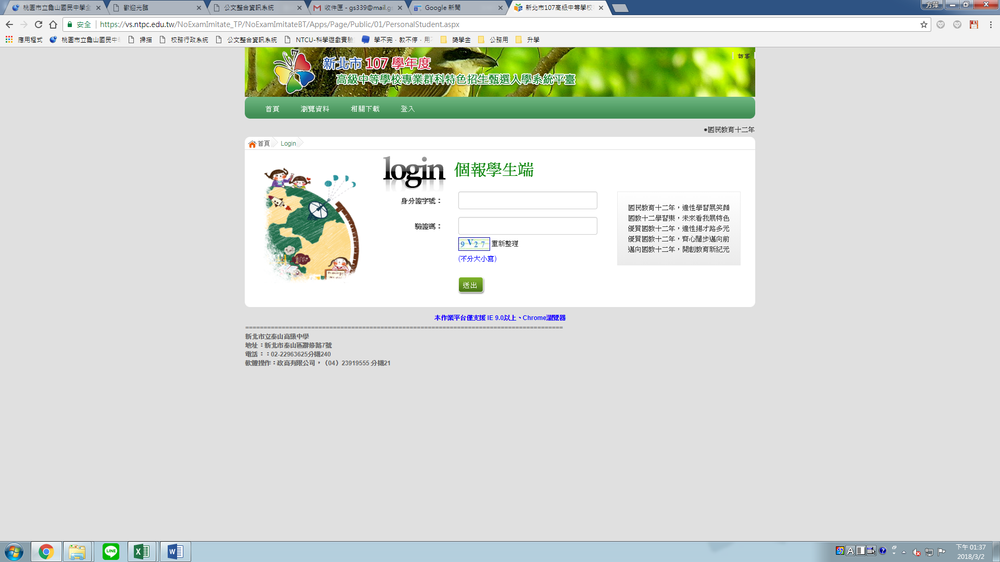 桃園市立龜山國民中學全
歡迎光臨
公文整合資訊系統
收件匣 - gs339@mail.gs
Google 新聞
新北市107高級中等學校
方萍
安全
https://vs.ntpc.edu.tw/NoExamImitate_TP/NoExamImitateBT/Apps/Page/Public/01/PersonalStudent.aspx
應用程式
桃園市立龜山國民中
掃描
校務行政系統
公文整合資訊系統
NTCU-科學遊戲實驗
學不完．教不停．用
獎學金
公務用
升學
訪客
新北市 107 學年度
高級中等學校專業群科特色招生甄選入學系統平臺
首頁
瀏覽資料
相關下載
登入
●國民教育十二年
首頁
Login
login 個報學生端
身分證字號：
驗證碼：
9 V 2 7 重新整理
(不分大小寫)
送出
國民教育十二年，適性學習展笑顏
國教十二學習樂，未來看我展特色
優質國教十二年，適性揚才路多元
優質國教十二年，齊心闊步邁向前
邁向國教十二年，開創教育新紀元
本作業平台僅支援 IE 9.0以上、Chrome瀏覽器
新北市立泰山高級中學
地址：新北市泰山區辭修路7號
電話：：02-22963625分機240
軟體操作：政高有限公司，（04）23919555 分機21
LINE
下午 01:37
2018/3/2